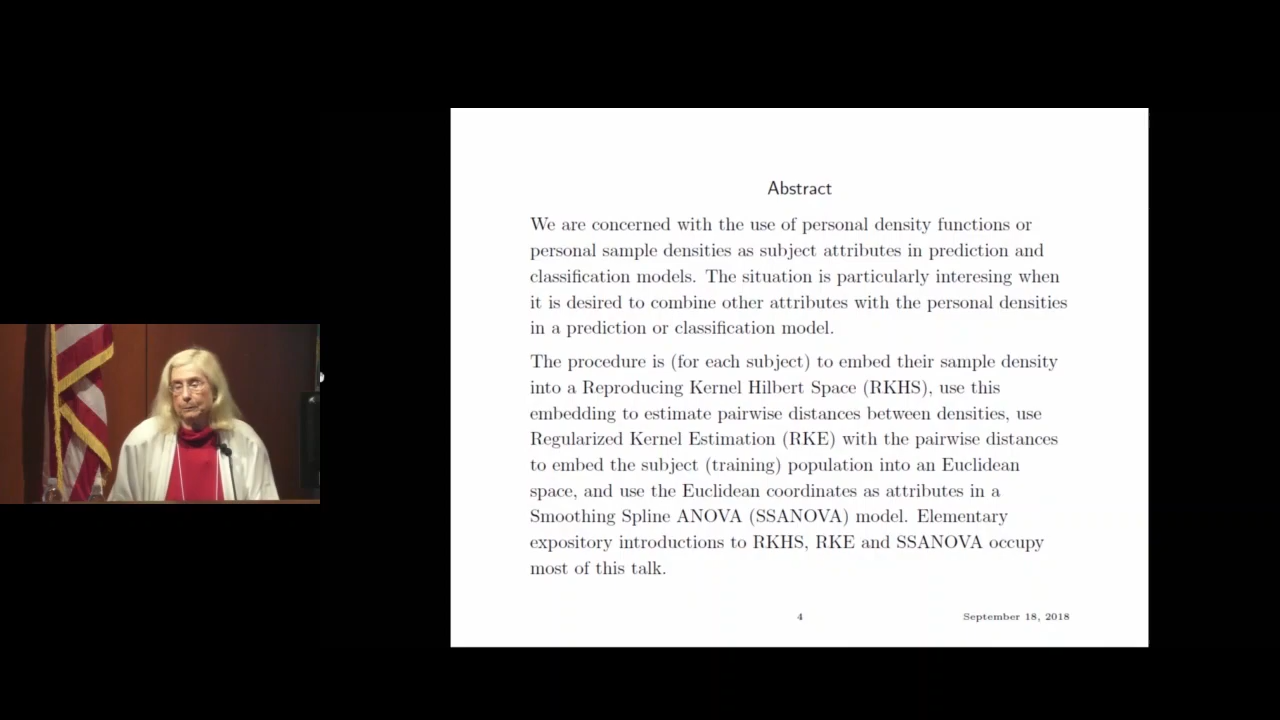 Abstract
We are concerned with the use of personal density functions or
personal sample densities as subject attributes in prediction and
classification models. The situation is particularly interesing when
it is desired to combine other attributes with the personal densities
in a prediction or classification model.
The procedure is (for each subject) to embed their sample density
into a Reproducing Kernel Hilbert Space (RKHS), use this
embedding to estimate pairwise distances between densities, use
Regularized Kernel Estimation (RKE) with the pairwise distances
to embed the subject (training) population into an Euclidean
space, and use the Euclidean coordinates as attributes in a
Smoothing Spline ANOVA (SSANOVA) model. Elementary
expository introductions to RKHS, RKE and SSANOVA occupy
most of this talk.
4
September 18, 2018